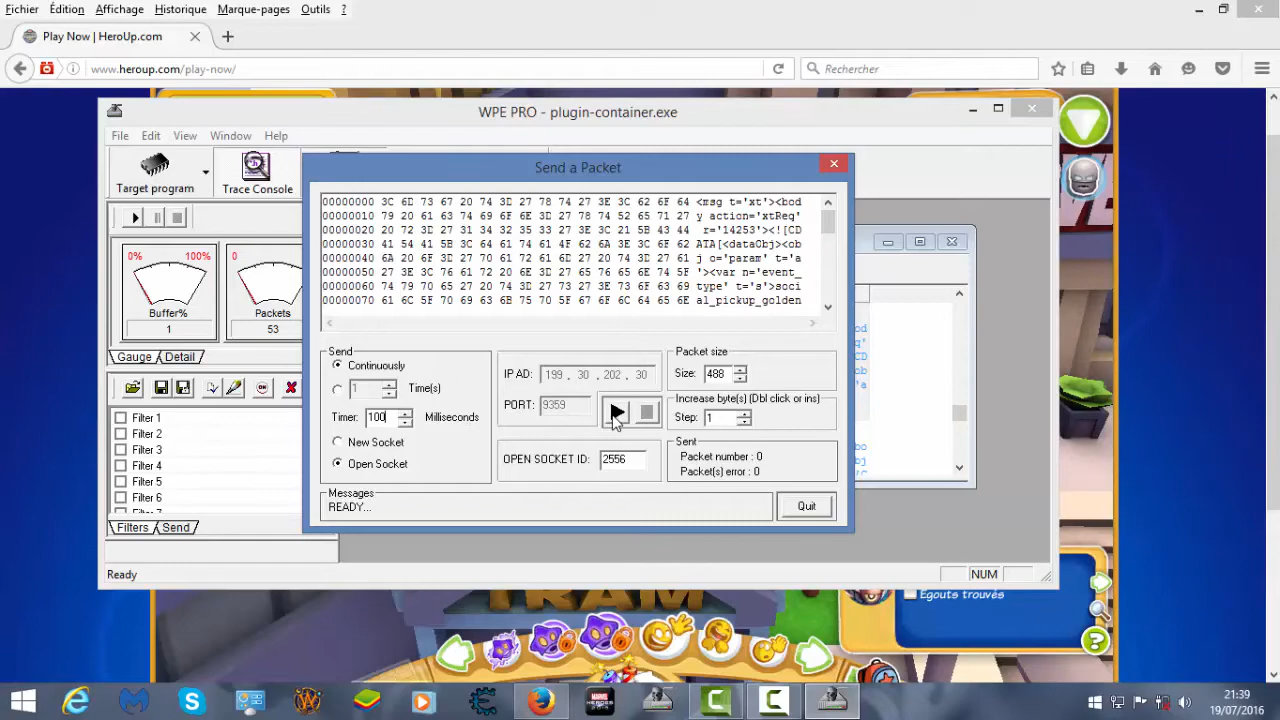 Fichier Édition Affichage Historique Marque-pages Outils ?
Play Now | HeroUp.com
www.heroup.com/play-now/
Rechercher
WPE PRO - plugin-container.exe
File Edit View Window Help
Target program
Trace Console
Send a Packet
00000000 3C 6D 73 67 20 74 3D 27 78 74 27 3E 3C 62 6F 64 <msg t='xt'><bod
00000010 79 20 61 63 74 69 6F 6E 3D 27 78 74 52 65 71 27 y action='xtReq'
00000020 20 72 3D 27 31 34 32 35 33 27 3E 3C 21 5B 43 44 r='14253'><![CD
00000030 41 54 41 5B 3C 64 61 74 61 4F 62 6A 3E 3C 6F 62 ATA[<dataObj><ob
00000040 6A 20 6F 3D 27 70 61 72 61 6D 27 20 74 3D 27 61 j o='param' t='a
00000050 27 3E 3C 76 61 72 20 6E 3D 27 65 76 65 6E 74 5F '><var n='event_
00000060 74 79 70 65 27 20 74 3D 27 73 27 3E 73 6F 63 69 type' t='s'>soci
00000070 61 6C 5F 70 69 63 6B 75 70 5F 67 6F 6C 64 65 6E al_pickup_golden
0% 100%
Buffer%
1
0
Packets
53
Gauge Detail
Filter 1
Filter 2
Filter 3
Filter 4
Filter 5
Filter 6
Filters Send
Send
Continuously
1 Time(s)
Timer: 100 Milliseconds
New Socket
Open Socket
IP AD: 199 . 30 . 202 . 30
PORT: 9359
OPEN SOCKET ID: 2556
Packet size
Size: 488
Increase byte(s) (Dbl click or ins)
Step: 1
Sent
Packet number : 0
Packet(s) error : 0
Messages
READY...
Quit
Ready
NUM
Egouts trouvés
TRAM
?
21:39
19/07/2016